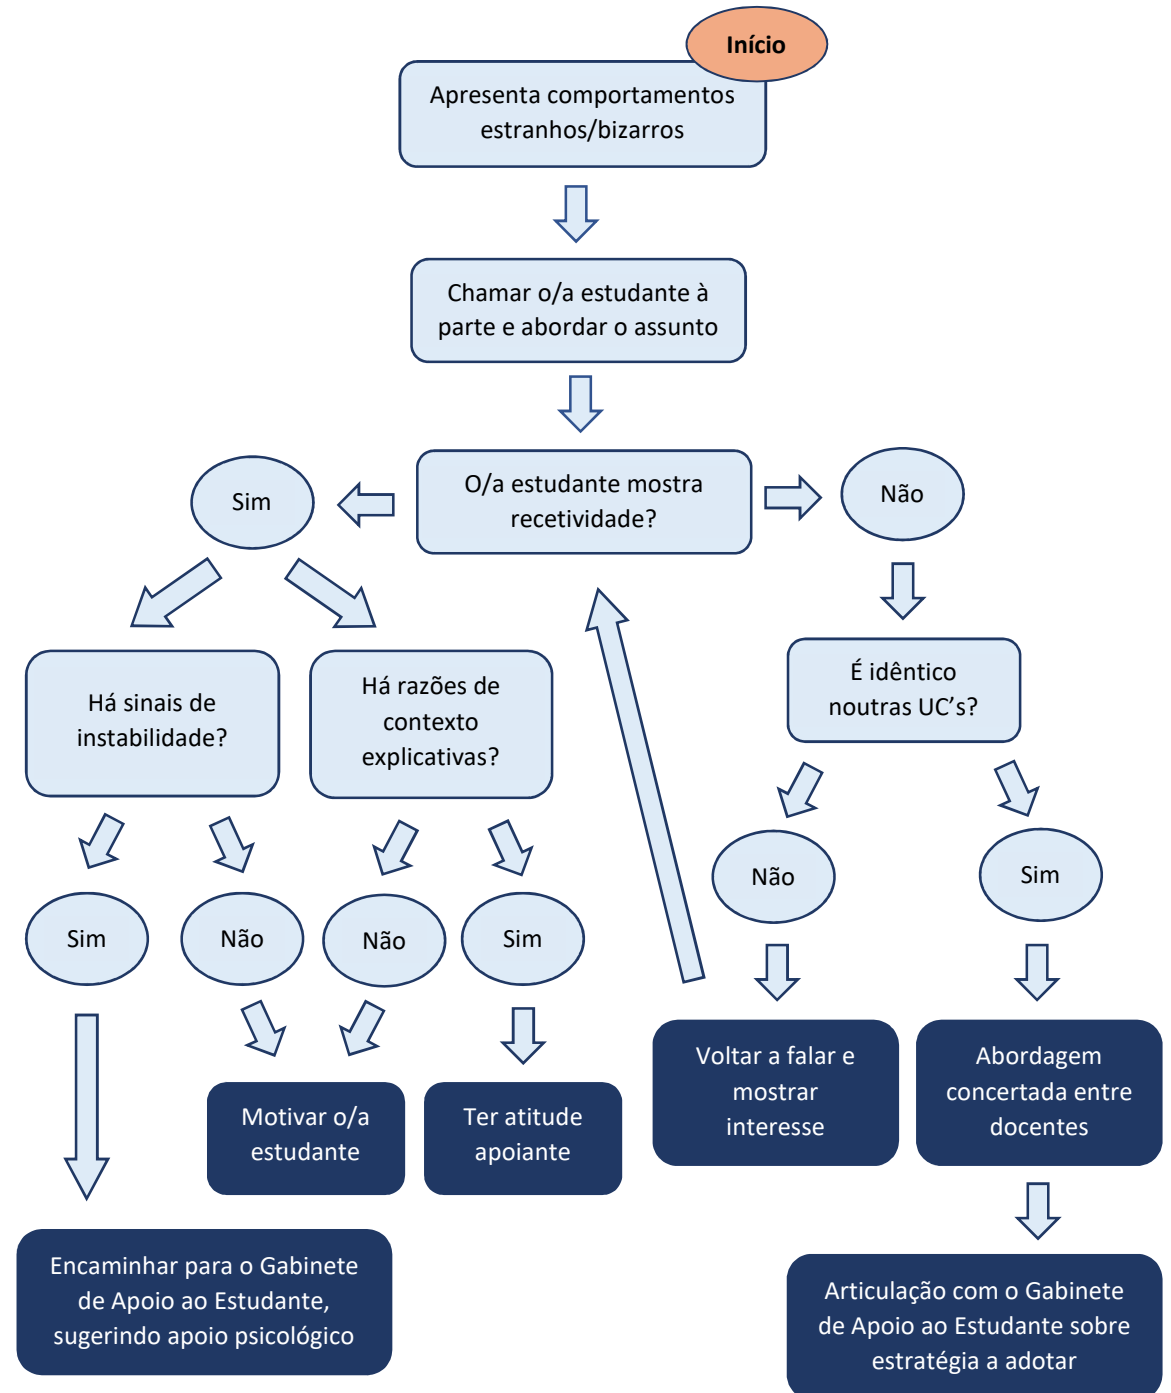 Início
Apresenta comportamentos
estranhos/bizarros
Chamar o/a estudante à
parte e abordar o assunto
O/a estudante mostra
recetividade?
Sim
Não
Há sinais de
instabilidade?
Há razões de
contexto
explicativas?
É idêntico
noutras UC's?
Sim
Não
Não
Sim
Não
Sim
Motivar o/a
estudante
Ter atitude
apoiante
Voltar a falar e
mostrar
interesse
Abordagem
concertada entre
docentes
Encaminhar para o Gabinete
de Apoio ao Estudante,
sugerindo apoio psicológico
Articulação com o Gabinete
de Apoio ao Estudante sobre
estratégia a adotar